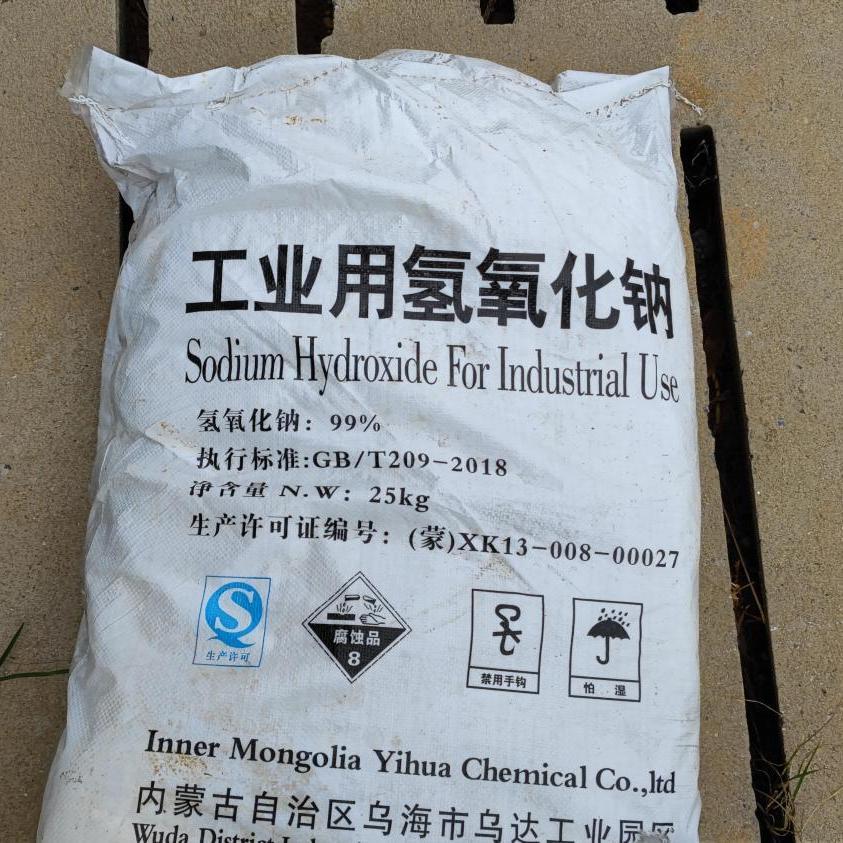 工业用氢氧化钠
Sodium Hydroxide For Industrial Use
氢氧化钠：99%
执行标准:GB/T209-2018
净含量 N.W：25kg
生产许可证编号：(蒙)XK13-008-00027
生产许可
腐蚀品
8
禁用手钩
怕 湿
Inner Mongolia Yihua Chemical Co.,ltd
内蒙古自治区乌海市乌达工业园区
Wuda District